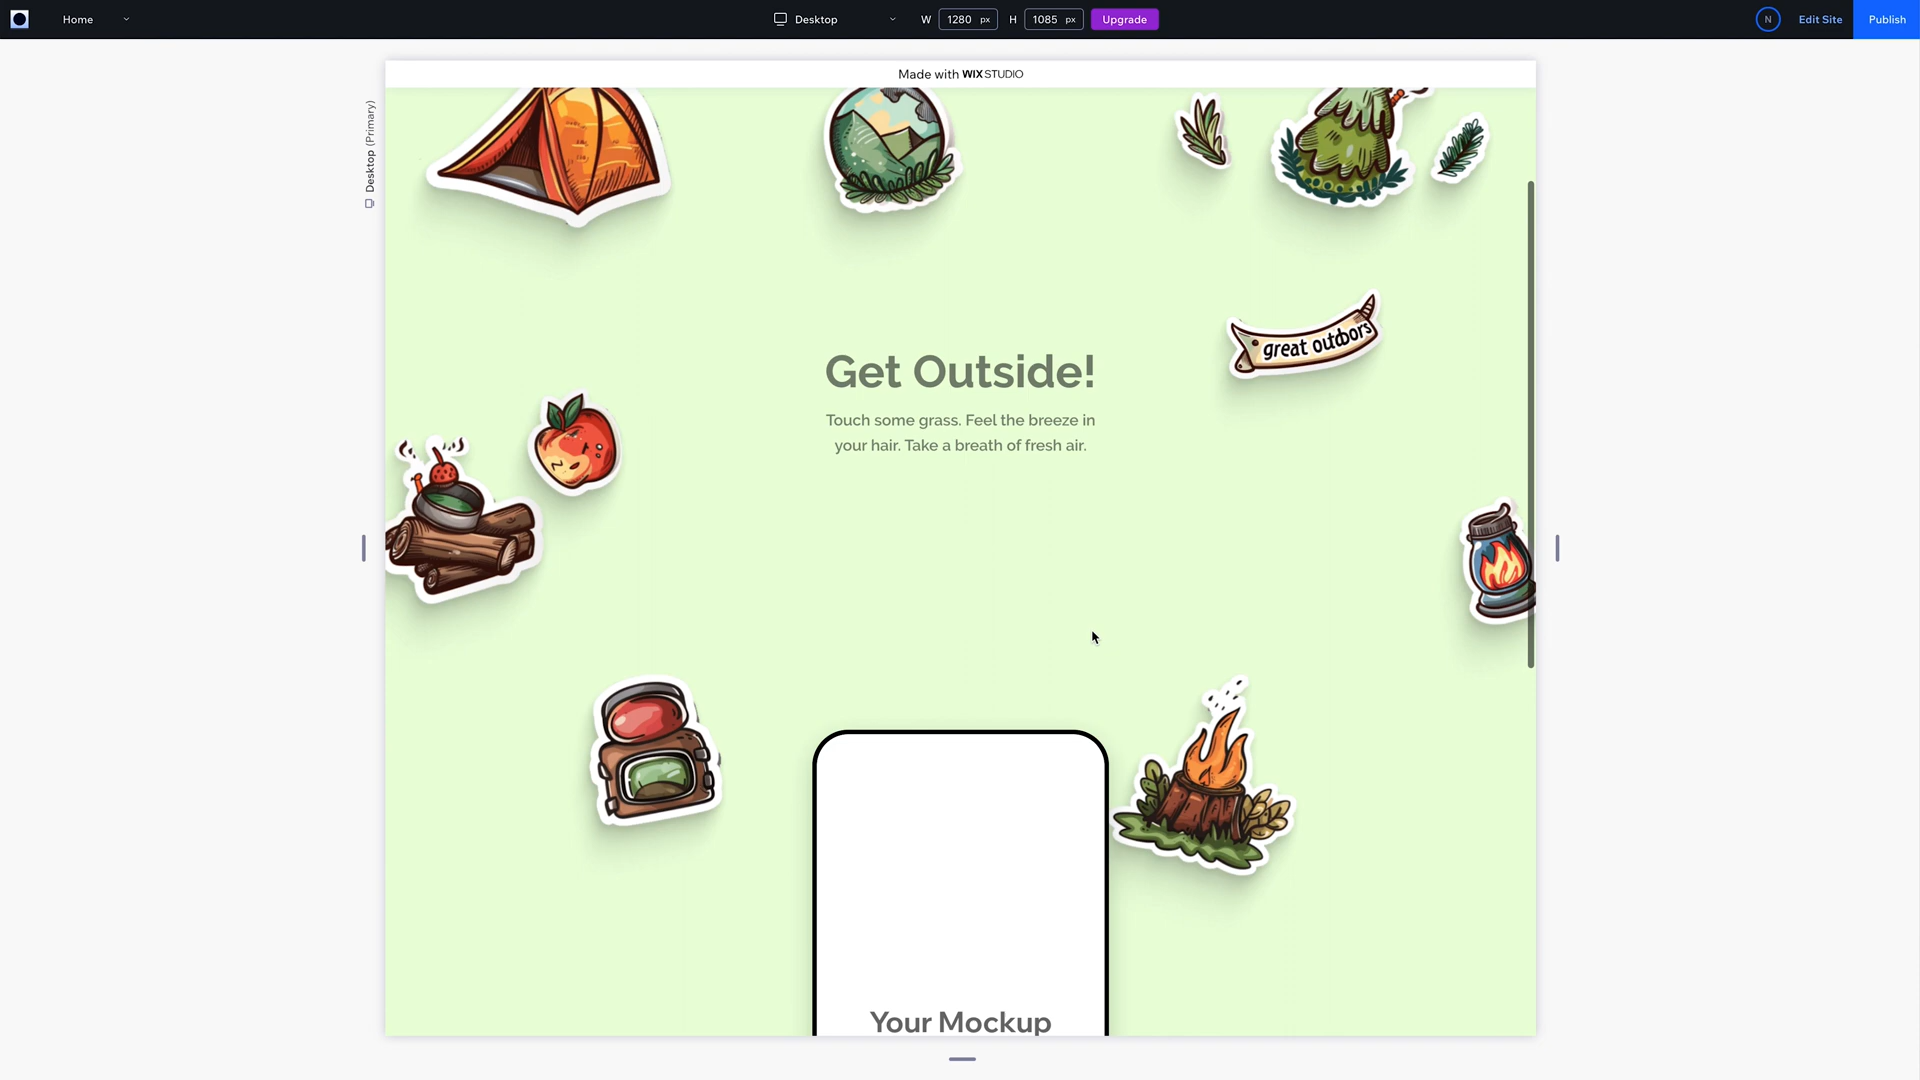 Home
Desktop
W 1280 px
H 1085 px
Upgrade
N
Edit Site
Publish
Made with WIX STUDIO
Desktop (Primary)
great outdoors
Get Outside!
Touch some grass. Feel the breeze in
your hair. Take a breath of fresh air.
Your Mockup